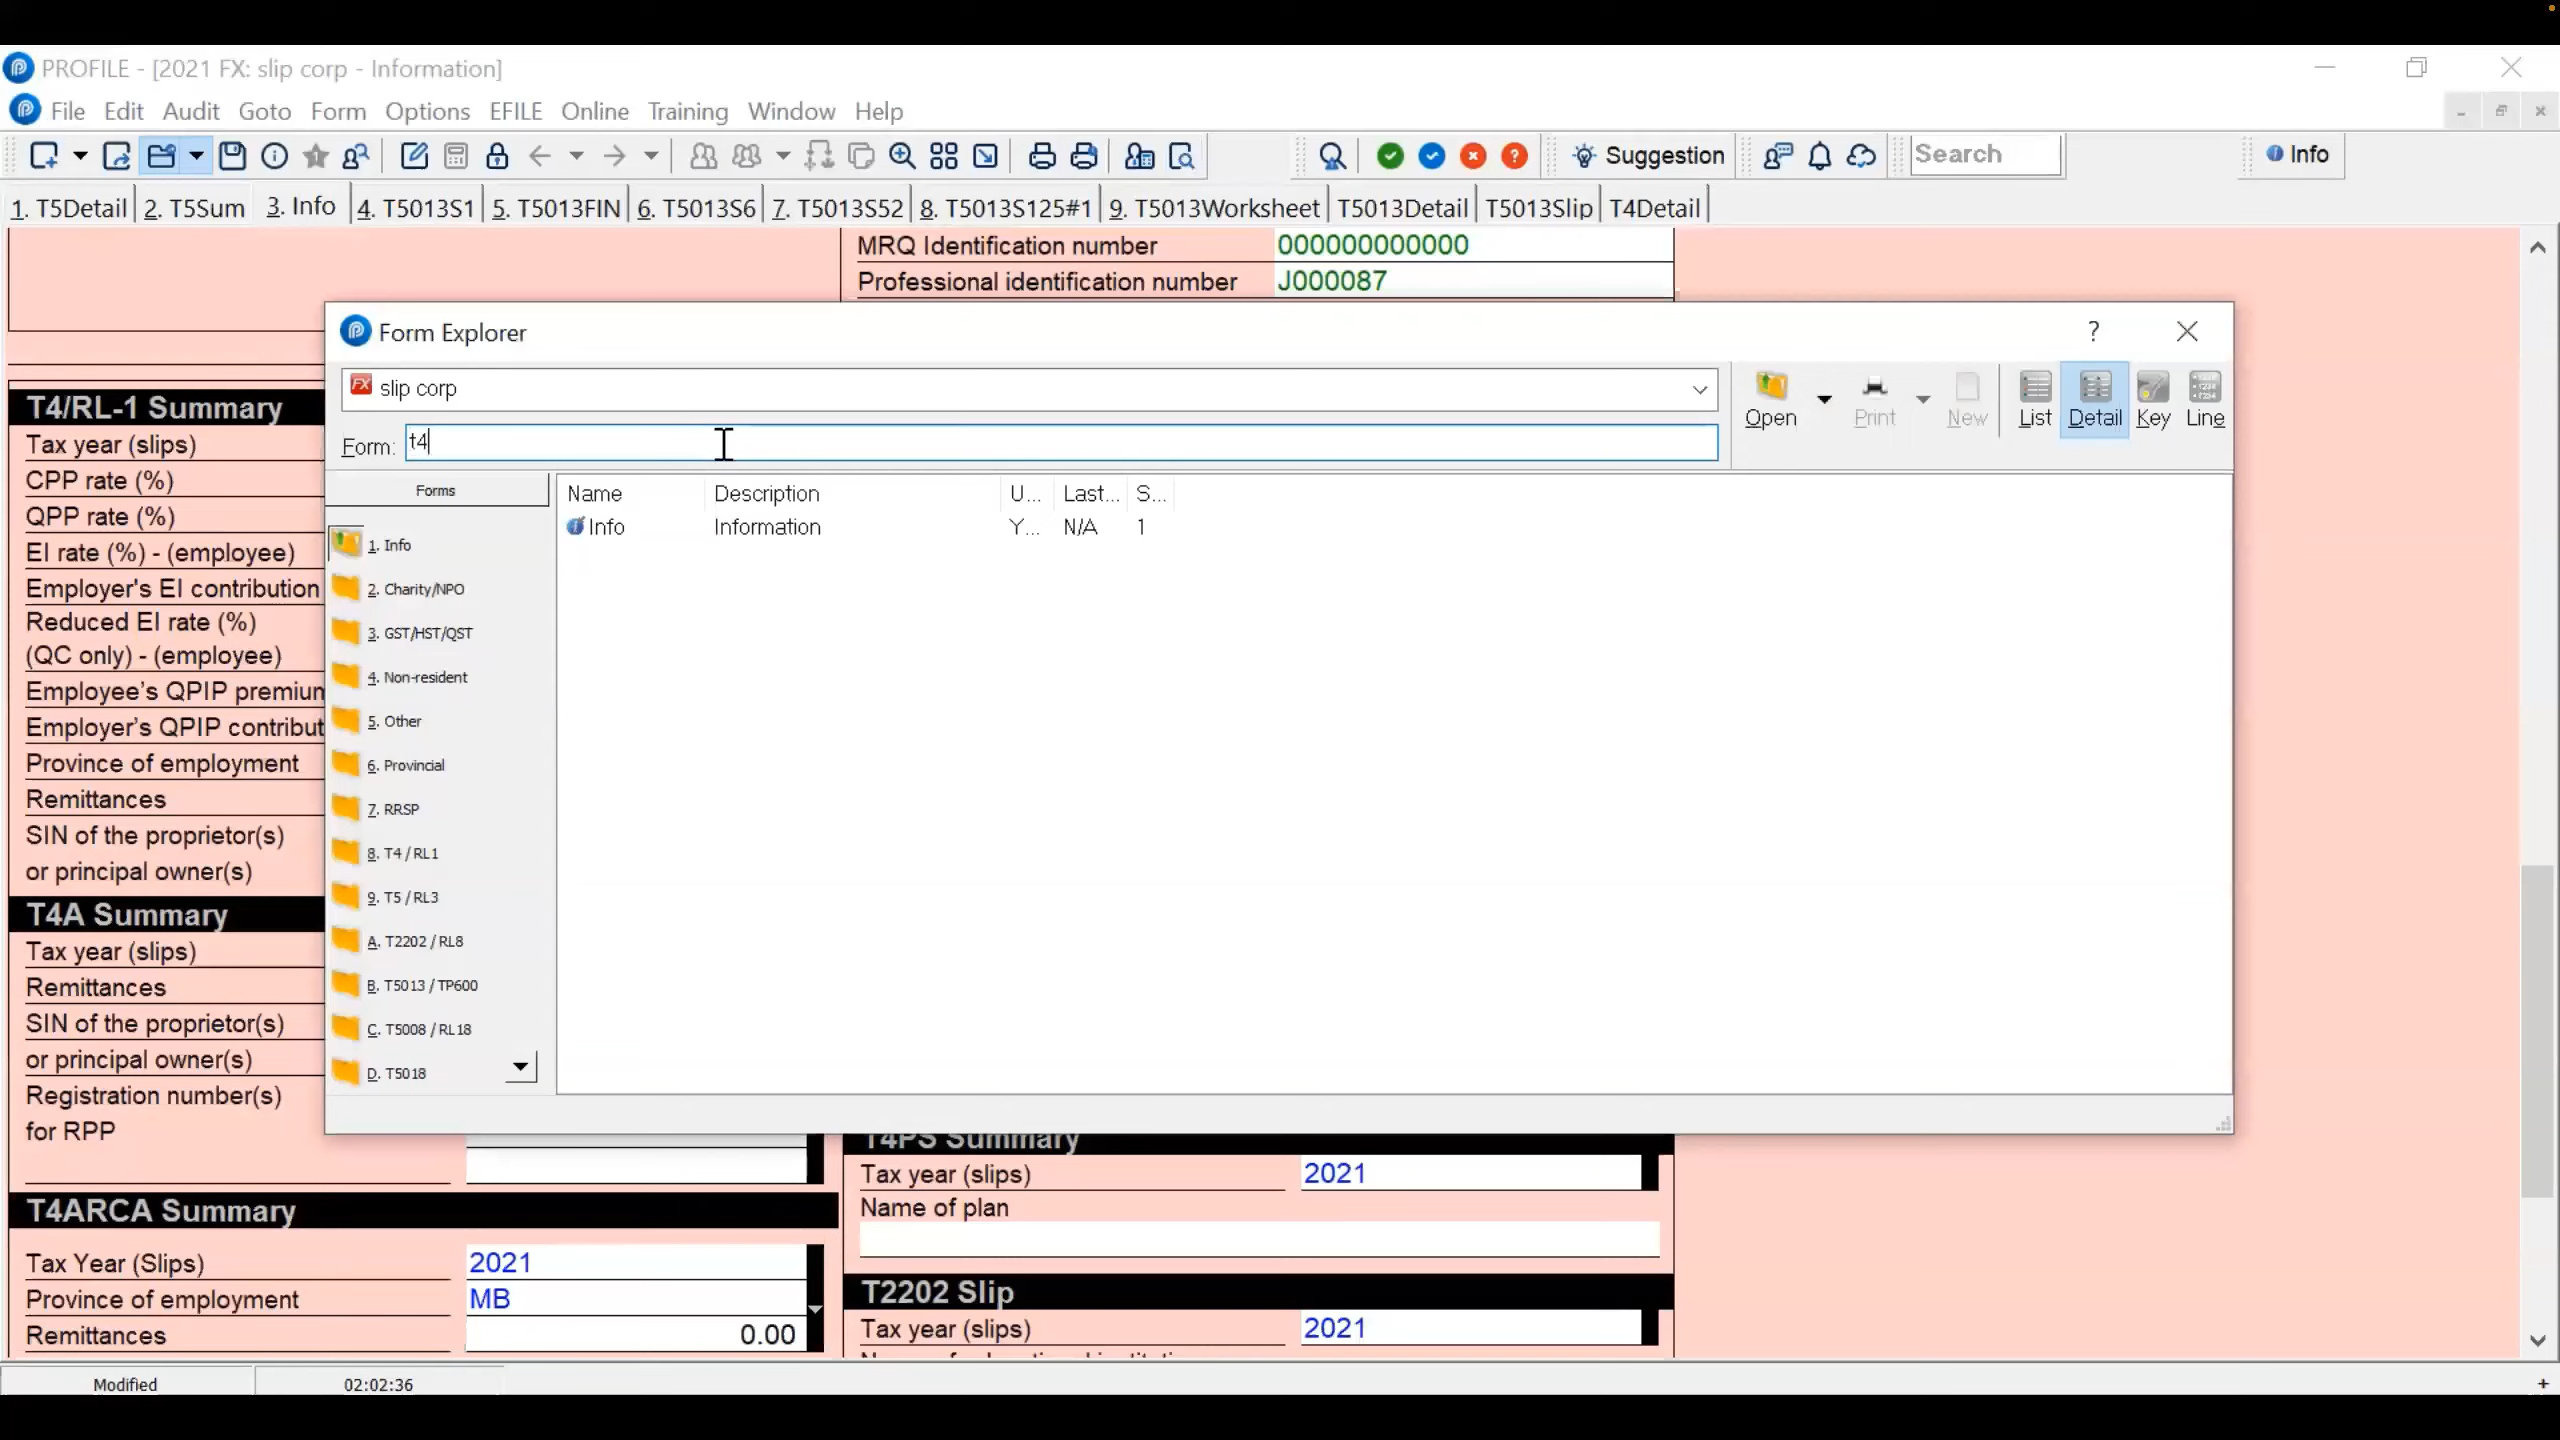 PROFILE - [2021 FX: slip corp - Information]
File Edit Audit Goto Form Options EFILE Online Training Window Help
Suggestion Search Info
1. T5Detail 2. T5Sum 3. Info 4. T5013S1 5. T5013FIN 6. T5013S6 7. T5013S52 8. T5013S125#1 9. T5013Worksheet T5013Detail T5013Slip T4Detail
MRQ Identification number 000000000000
Professional identification number J000087
Form Explorer ?
FX slip corp
Form: t4
Open Print New List Detail Key Line
Forms
1. Info
2. Charity/NPO
3. GST/HST/QST
4. Non-resident
5. Other
6. Provincial
7. RRSP
8. T4 / RL1
9. T5 / RL3
A. T2202 / RL8
B. T5013 / TP600
C. T5008 / RL18
D. T5018
Name Description U... Last... S...
Info Information Y... N/A 1
T4/RL-1 Summary
Tax year (slips)
CPP rate (%)
QPP rate (%)
EI rate (%) - (employee)
Employer's EI contribution
Reduced EI rate (%)
(QC only) - (employee)
Employee's QPIP premium
Employer's QPIP contribut
Province of employment
Remittances
SIN of the proprietor(s)
or principal owner(s)
T4A Summary
Tax year (slips)
Remittances
SIN of the proprietor(s)
or principal owner(s)
Registration number(s)
for RPP
T4ARCA Summary
Tax Year (Slips) 2021
Province of employment MB
Remittances 0.00
T4PS Summary
Tax year (slips) 2021
Name of plan
T2202 Slip
Tax year (slips) 2021
Modified 02:02:36